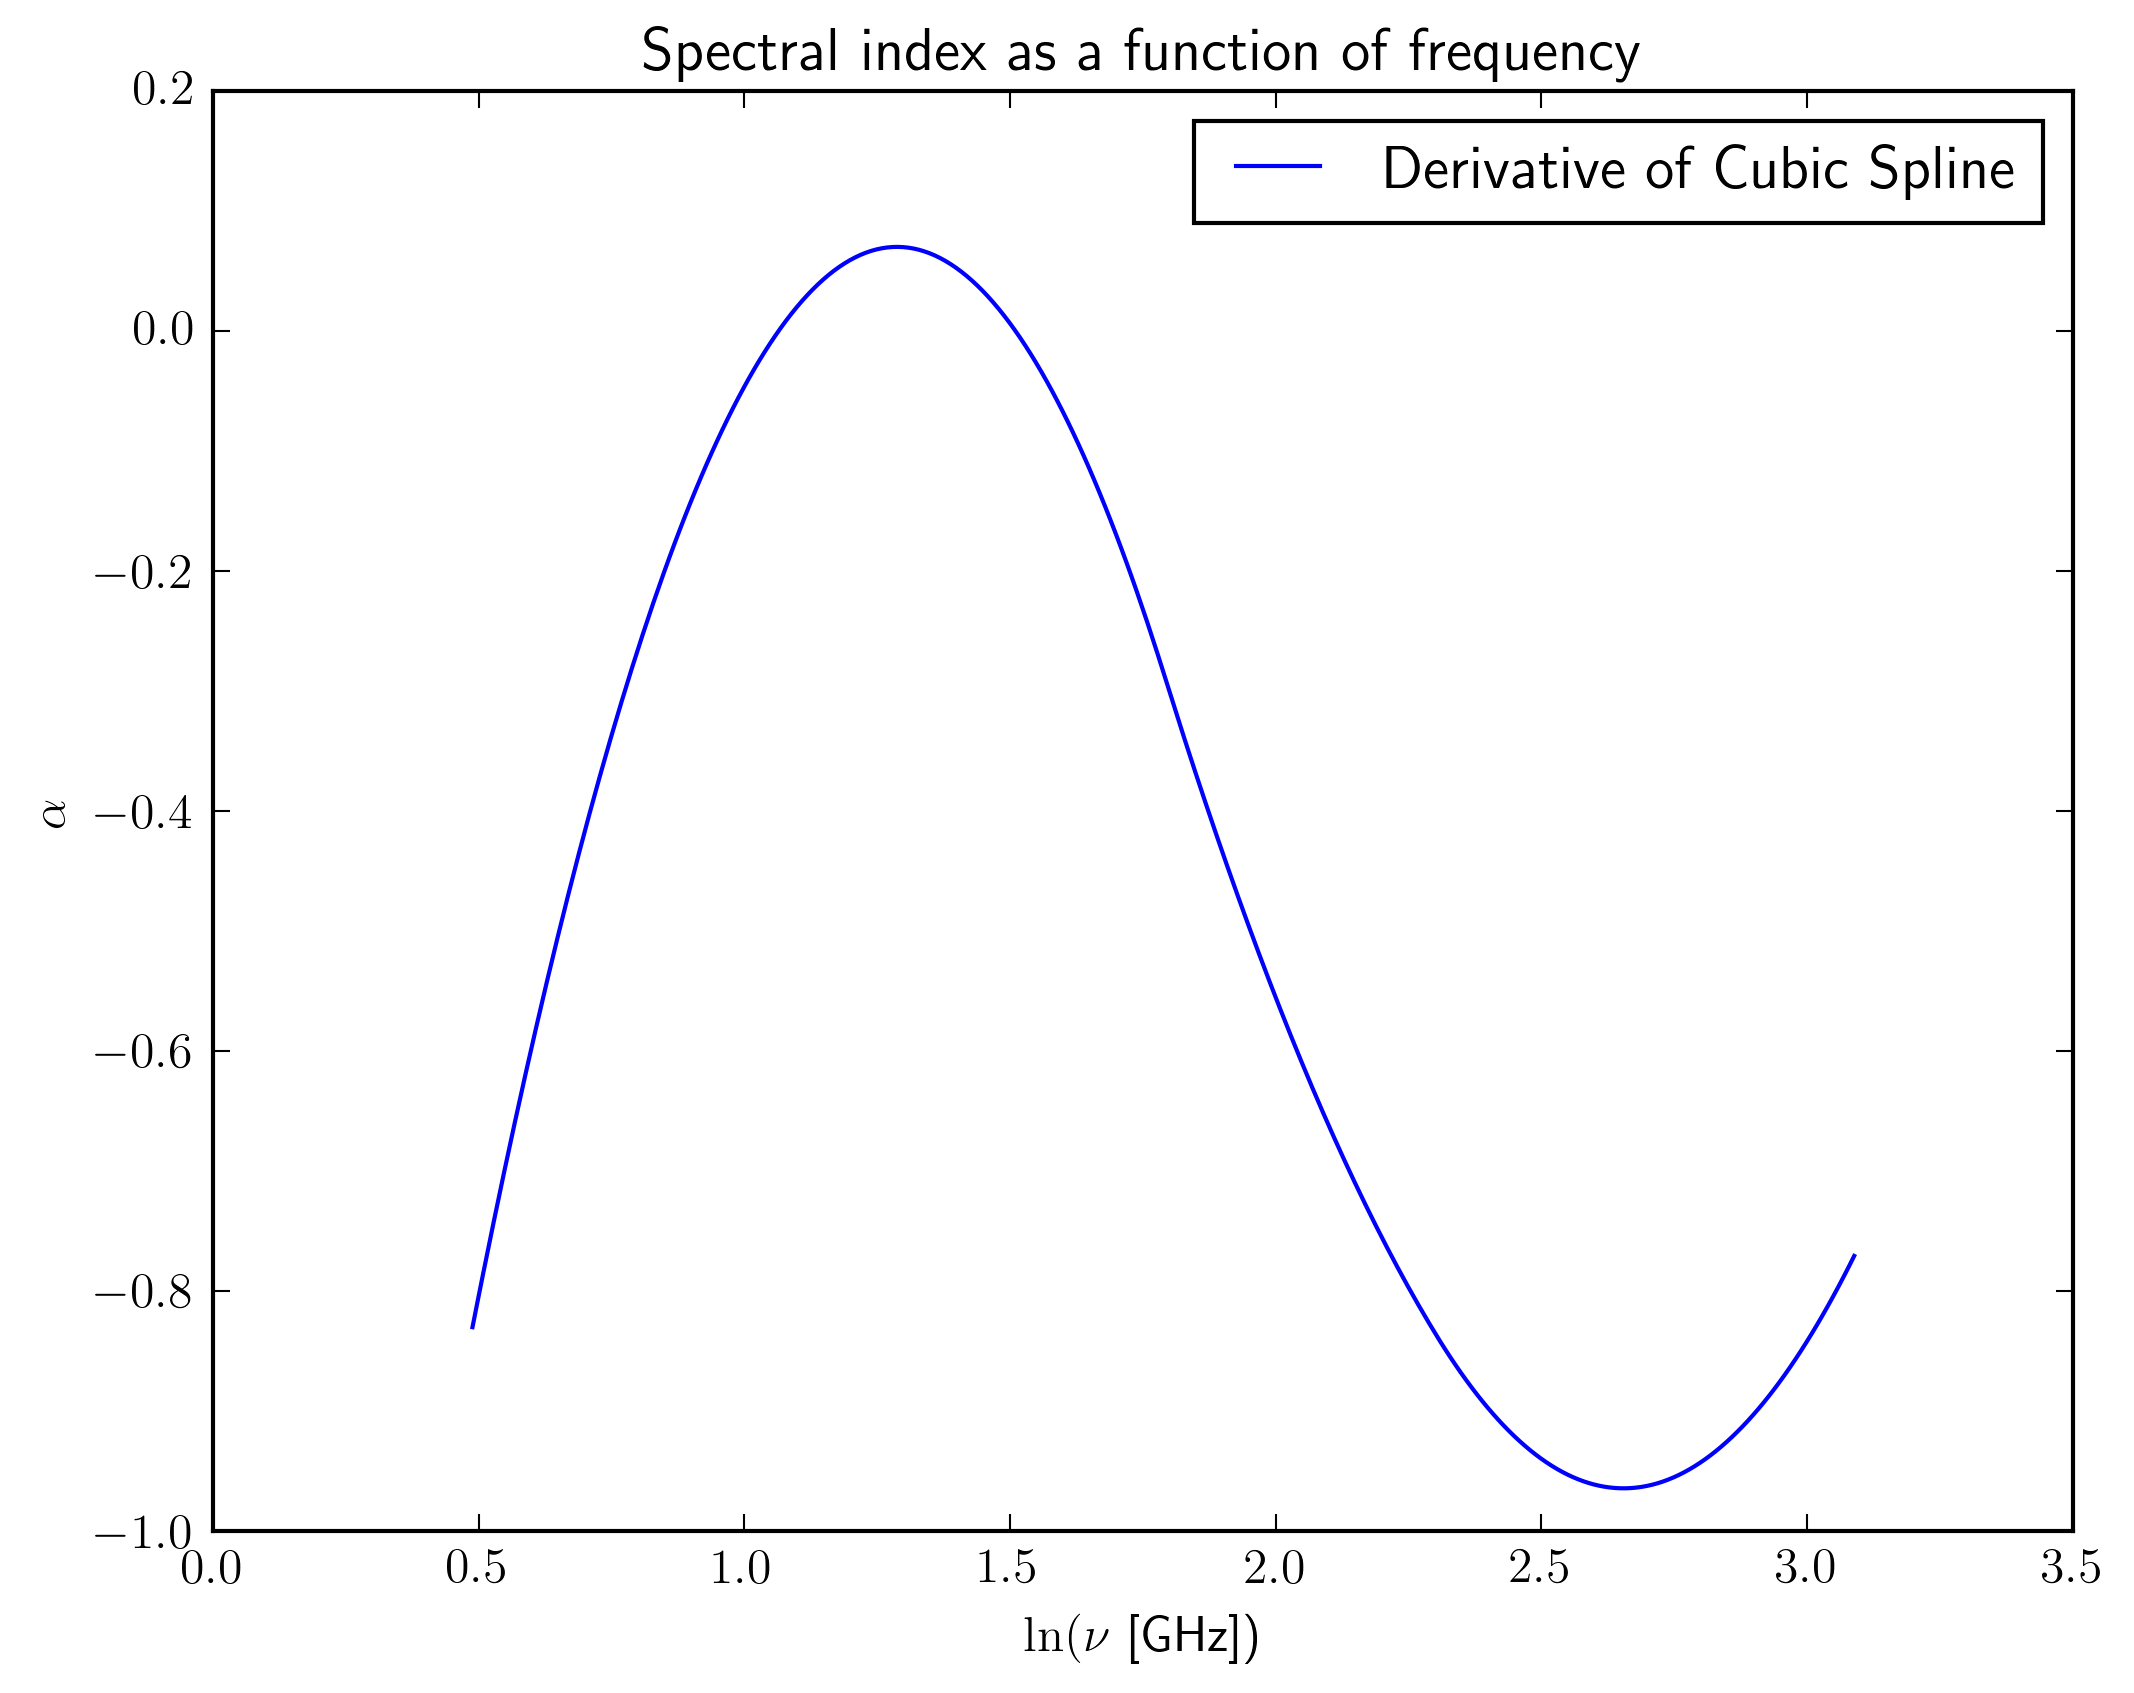 Spectral index as a function of frequency
Derivative of Cubic Spline
0.2
0.0
−0.2
−0.4
−0.6
−0.8
−1.0
α
0.0 0.5 1.0 1.5 2.0 2.5 3.0 3.5
ln(ν [GHz])